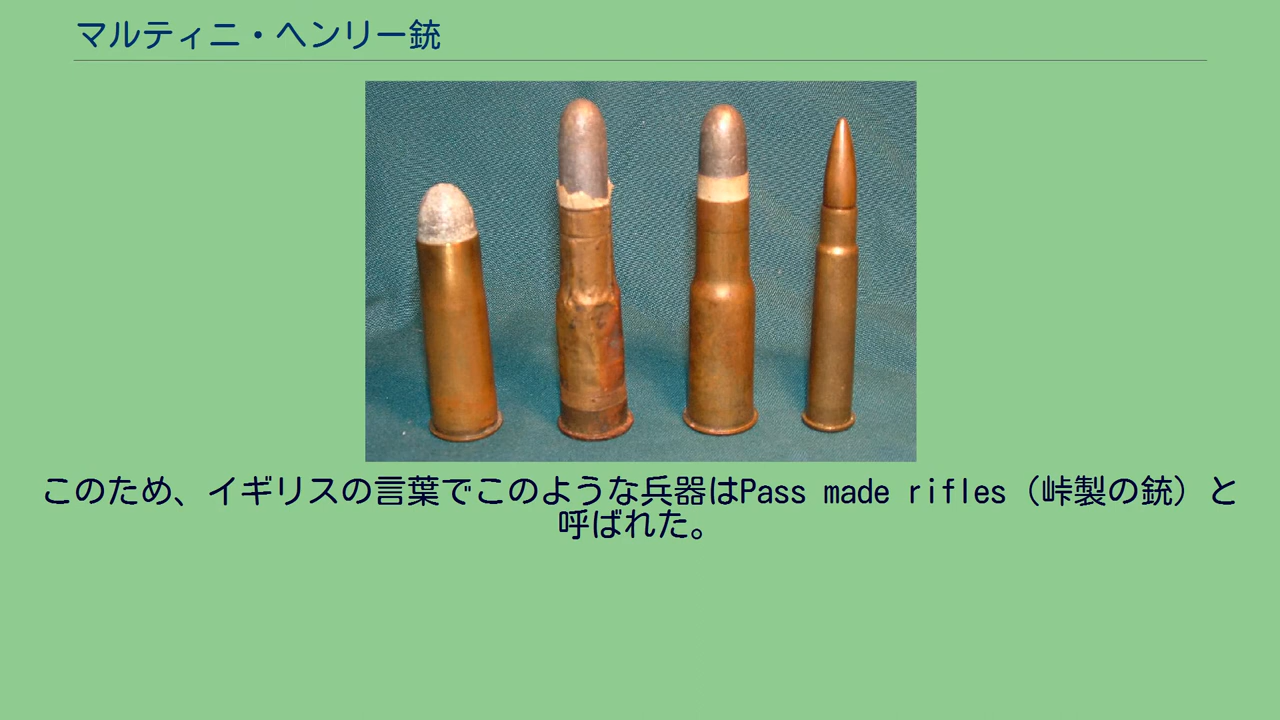 マルティニ・ヘンリー銃
このため、イギリスの言葉でこのような兵器はPass made rifles（峠製の銃）と
呼ばれた。